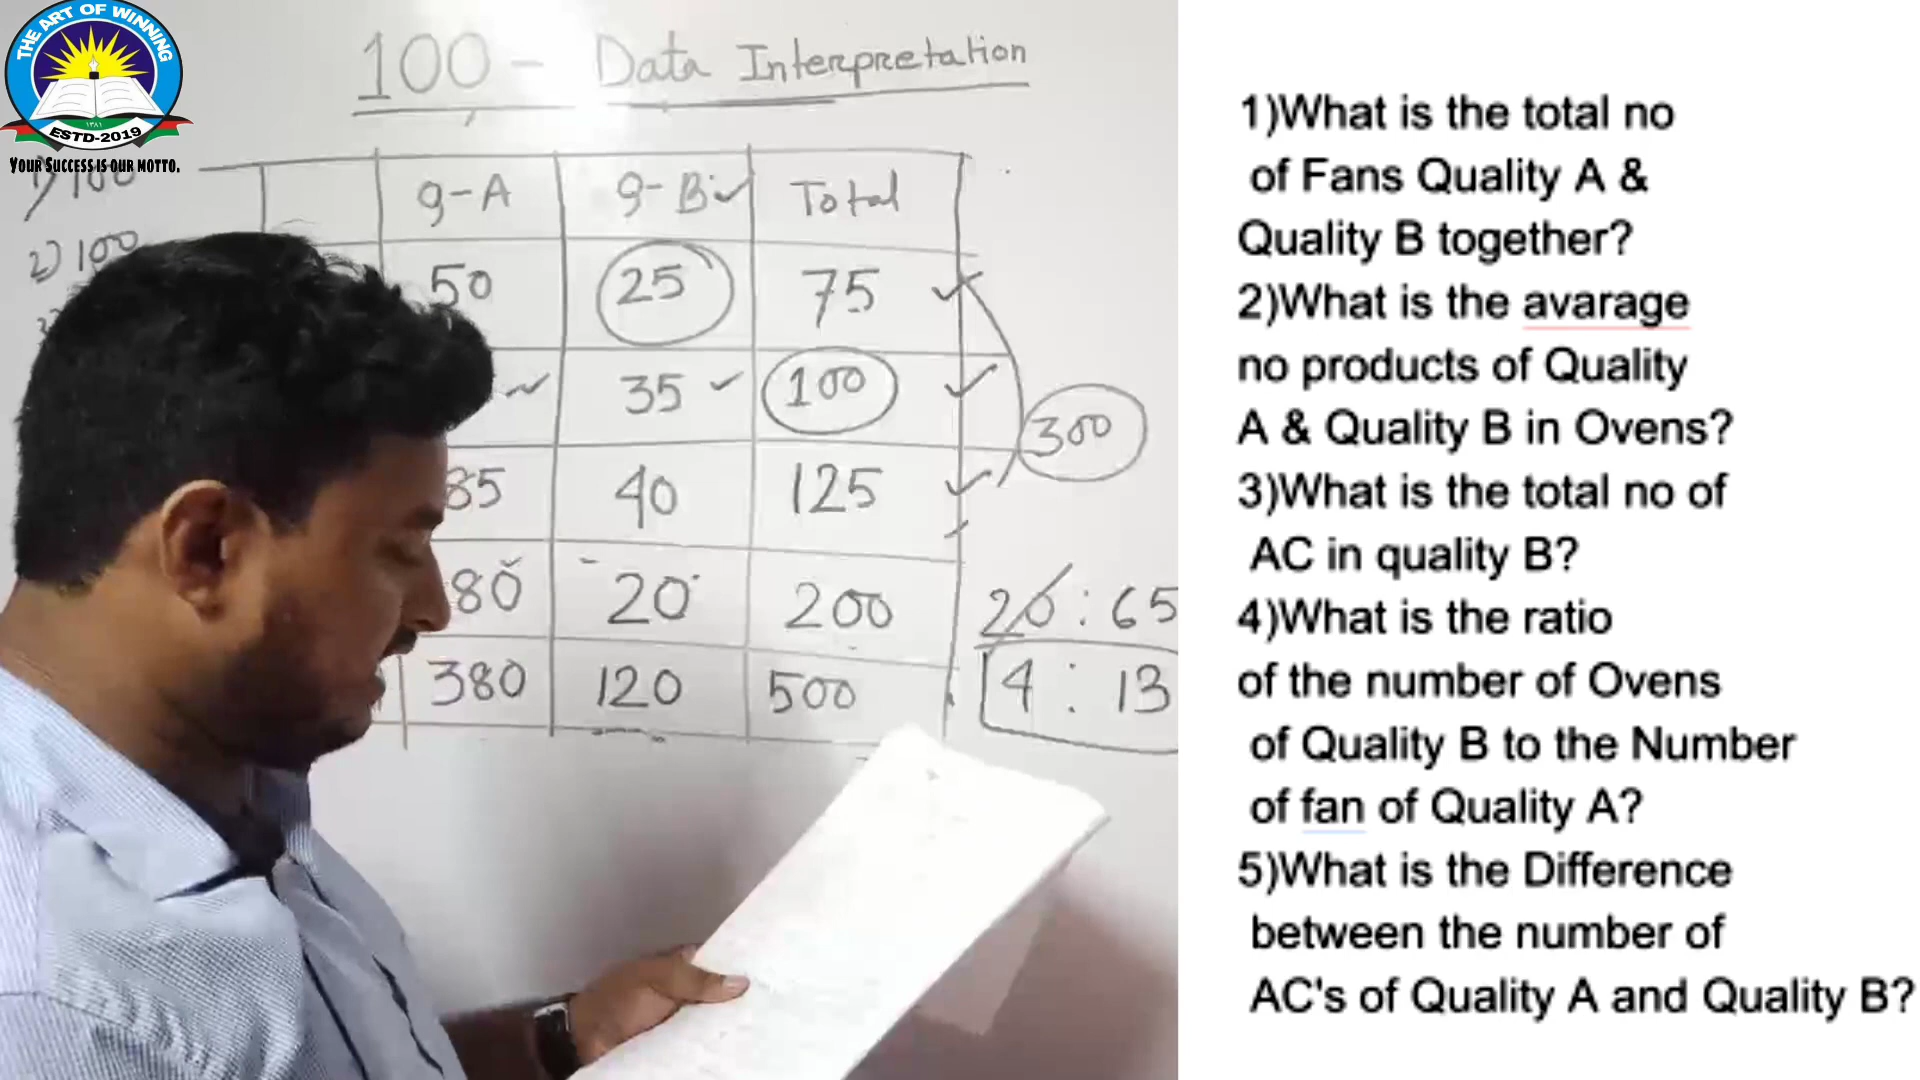 THE ART OF WINNING
১৩৮১
ESTD-2019
YOUR SUCCESS IS OUR MOTTO.
100 - Data Interpretation
1) 100
2) 100
q-A q-B Total
50 25 75
35 100
85 40 125
300
80 20 200
380 120 500
20 : 65
4 : 13
1)What is the total no
of Fans Quality A &
Quality B together?
2)What is the avarage
no products of Quality
A & Quality B in Ovens?
3)What is the total no of
AC in quality B?
4)What is the ratio
of the number of Ovens
of Quality B to the Number
of fan of Quality A?
5)What is the Difference
between the number of
AC's of Quality A and Quality B?